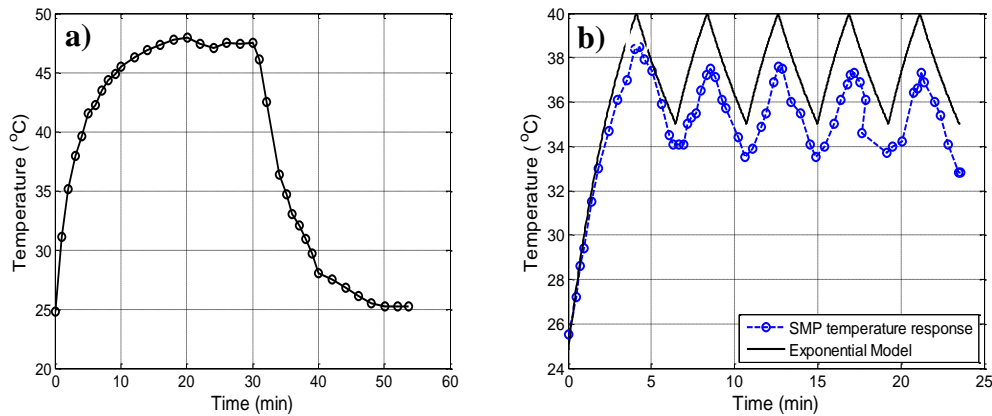 a)
50
45
40
35
30
25
20
Temperature ( °C)
0 10 20 30 40 50 60
Time (min)
b)
40
38
36
34
32
30
28
26
24
Temperature (°C)
0 5 10 15 20 25
Time (min)
SMP temperature response
Exponential Model